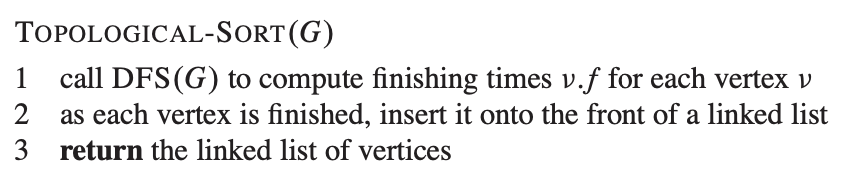 TOPOLOGICAL-SORT(G)
1 call DFS(G) to compute finishing times v.f for each vertex v
2 as each vertex is finished, insert it onto the front of a linked list
3 return the linked list of vertices